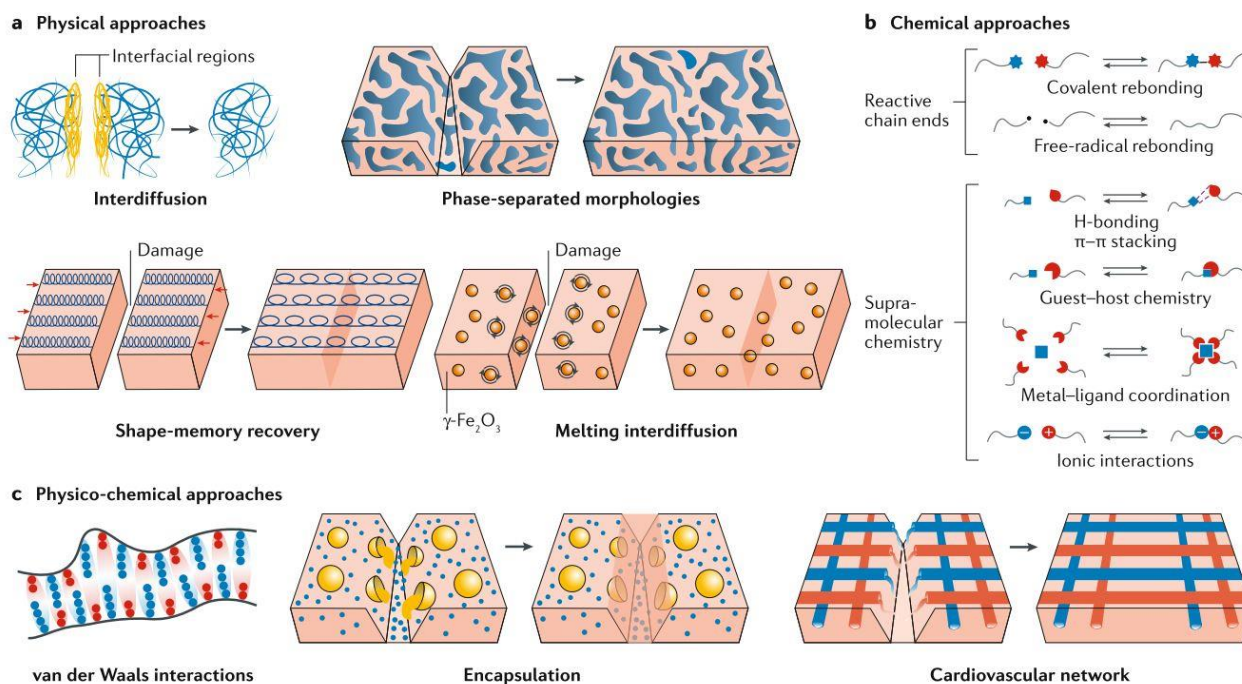 a Physical approaches
Interfacial regions
Interdiffusion
Phase-separated morphologies
Damage
Damage
γ-Fe₂O₃
Shape-memory recovery
Melting interdiffusion
b Chemical approaches
Reactive
chain ends
Covalent rebonding
Free-radical rebonding
Supra-
molecular
chemistry
H-bonding
π–π stacking
Guest–host chemistry
Metal–ligand coordination
− +
− +
Ionic interactions
c Physico-chemical approaches
van der Waals interactions
Encapsulation
Cardiovascular network